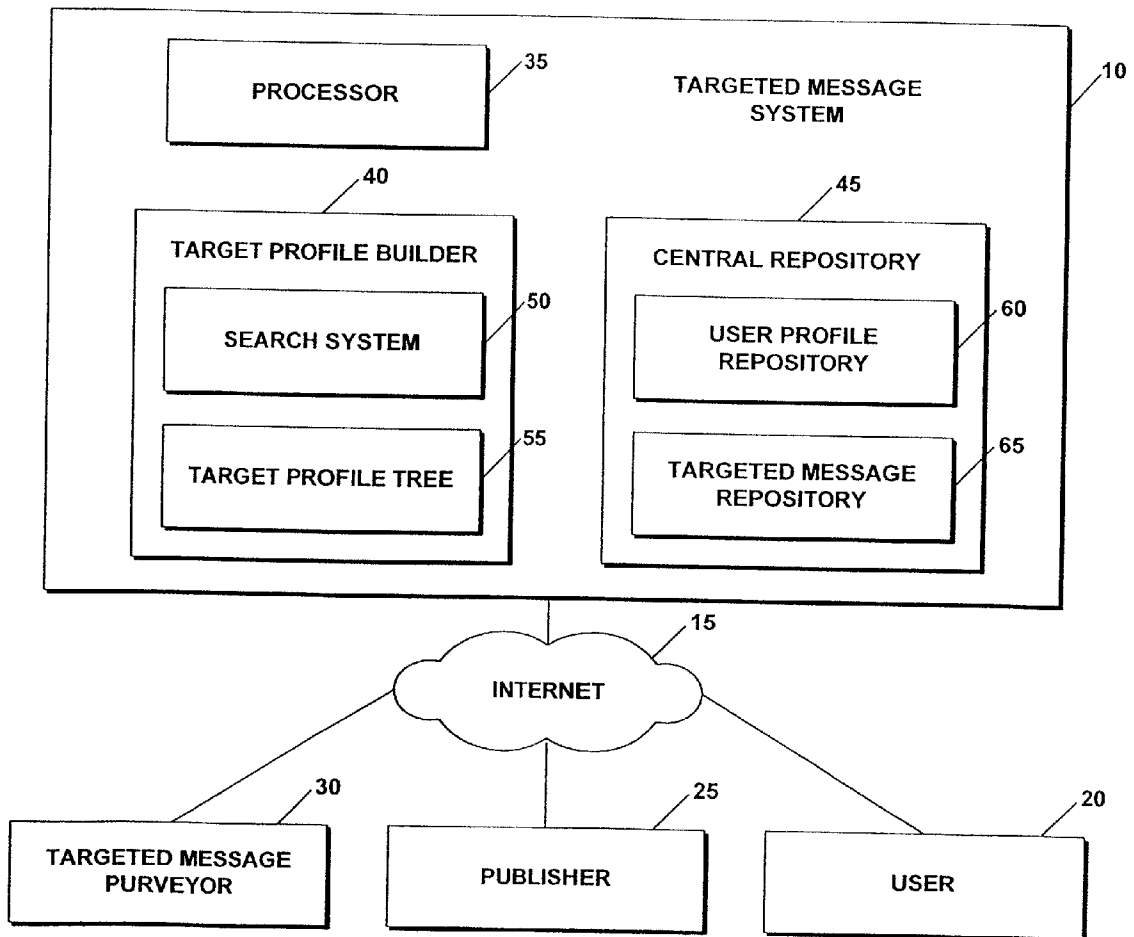 PROCESSOR
35
TARGETED MESSAGE
SYSTEM
10
40
TARGET PROFILE BUILDER
SEARCH SYSTEM
50
TARGET PROFILE TREE
55
45
CENTRAL REPOSITORY
USER PROFILE
REPOSITORY
60
TARGETED MESSAGE
REPOSITORY
65
15
INTERNET
30
TARGETED MESSAGE
PURVEYOR
25
PUBLISHER
20
USER